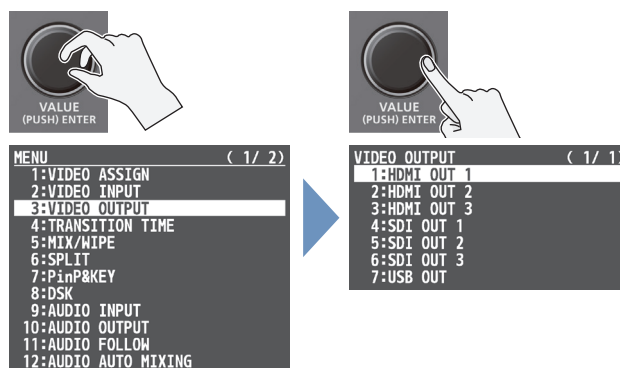 VALUE
(PUSH) ENTER
MENU ( 1/ 2)
1:VIDEO ASSIGN
2:VIDEO INPUT
3:VIDEO OUTPUT
4:TRANSITION TIME
5:MIX/WIPE
6:SPLIT
7:PinP&KEY
8:DSK
9:AUDIO INPUT
10:AUDIO OUTPUT
11:AUDIO FOLLOW
12:AUDIO AUTO MIXING
VALUE
(PUSH) ENTER
VIDEO OUTPUT ( 1/ 1)
1:HDMI OUT 1
2:HDMI OUT 2
3:HDMI OUT 3
4:SDI OUT 1
5:SDI OUT 2
6:SDI OUT 3
7:USB OUT